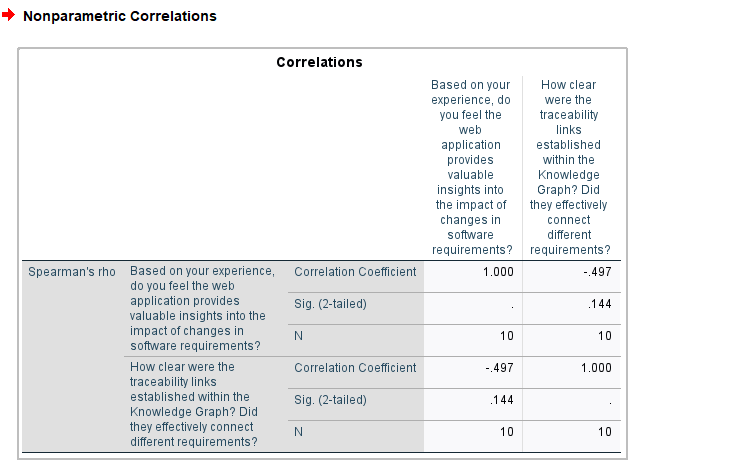 Nonparametric Correlations
Correlations
Based on your
experience, do
you feel the
web
application
provides
valuable
insights into
the impact of
changes in
software
requirements?
How clear
were the
traceability
links
established
within the
Knowledge
Graph? Did
they effectively
connect
different
requirements?
Spearman's rho
Based on your experience,
do you feel the web
application provides
valuable insights into the
impact of changes in
software requirements?
Correlation Coefficient 1.000 -.497
Sig. (2-tailed) . .144
N 10 10
How clear were the
traceability links
established within the
Knowledge Graph? Did
they effectively connect
different requirements?
Correlation Coefficient -.497 1.000
Sig. (2-tailed) .144 .
N 10 10